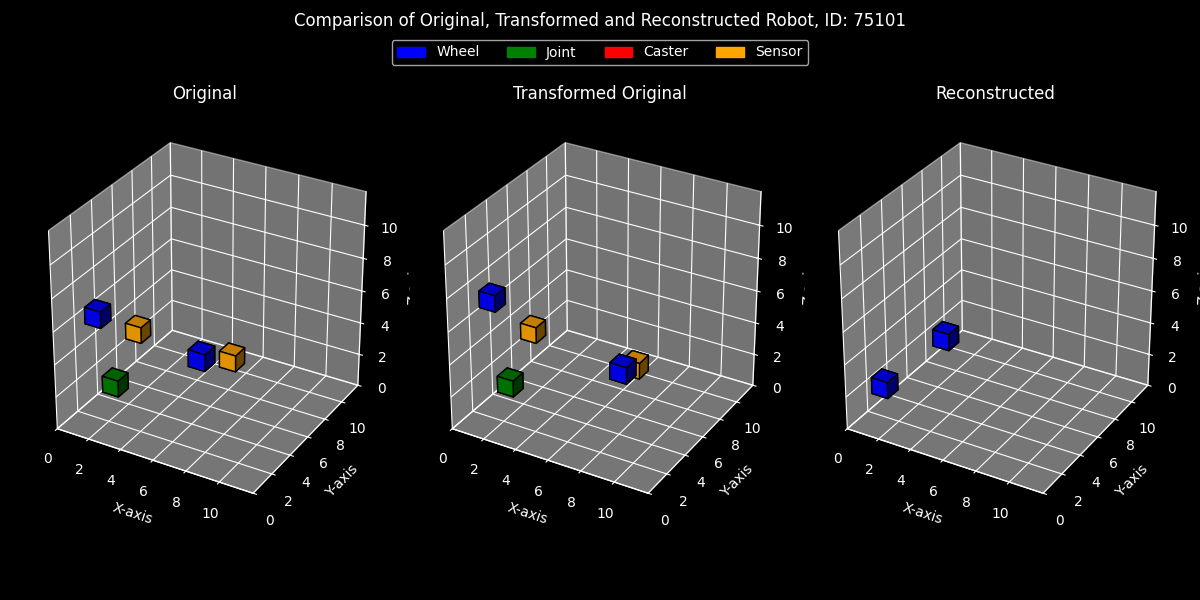 Comparison of Original, Transformed and Reconstructed Robot, ID: 75101
Wheel Joint Caster Sensor
Original Transformed Original Reconstructed
10 10 10
8 8 8
6 6 6
4 4 4
2 2 2
0 0 0
0 2 4 6 8 10 0 2 4 6 8 10 0 2 4 6 8 10
0 2 4 6 8 10 0 2 4 6 8 10 0 2 4 6 8 10
X-axis Y-axis X-axis Y-axis X-axis Y-axis